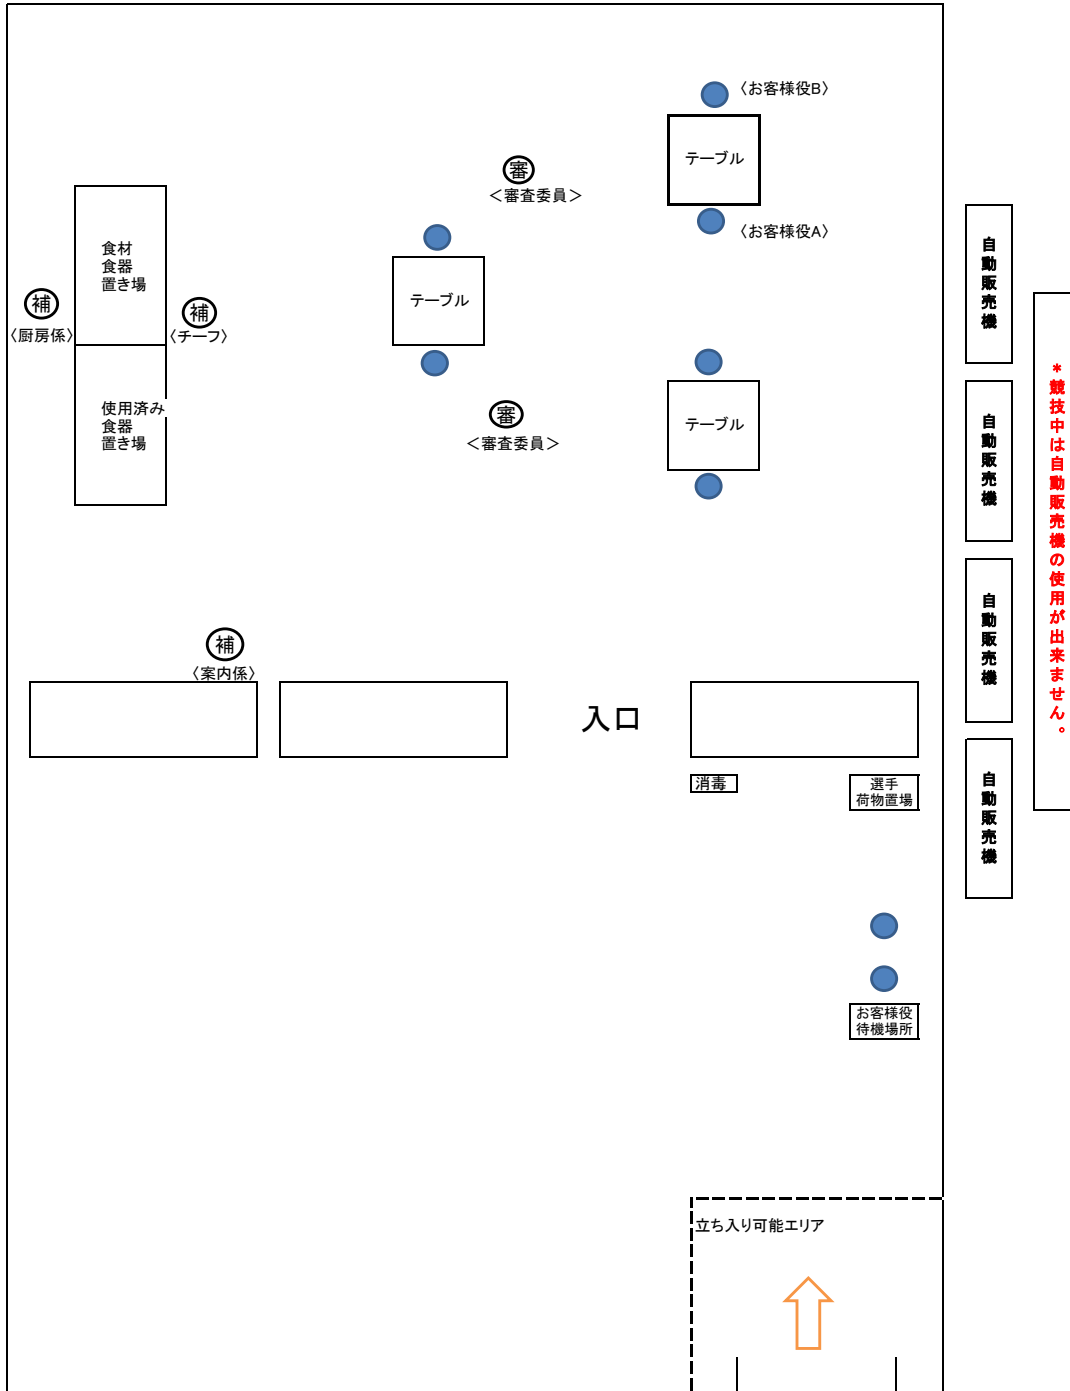 〈お客様役B〉
テーブル
審
＜審査委員＞
〈お客様役A〉
食材
食器
置き場
テーブル
補
〈厨房係〉
補
〈チーフ〉
使用済み
食器
置き場
審
＜審査委員＞
テーブル
自動販売機
自動販売機
自動販売機
自動販売機
＊競技中は自動販売機の使用が出来ません。
補
〈案内係〉
入口
消毒
選手
荷物置場
お客様役
待機場所
立ち入り可能エリア